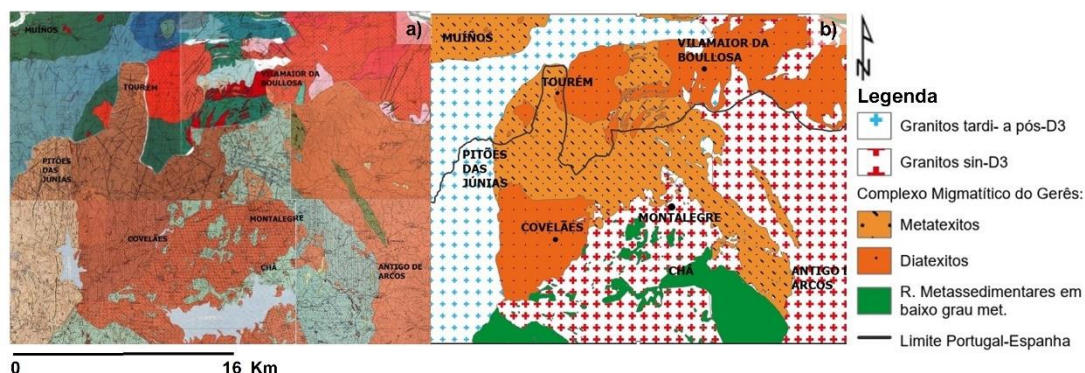 a)
MUÍÑOS
TOURÉM
VILAMAIOR DA
BOULLOSA
PITÕES
DAS
JÚNIAS
MONTALEGRE
COVELÃES
CHÃ
ANTIGO DE
ARCOS
0 16 Km
b)
MUÍÑOS
VILAMAIOR DA
BOULLOSA
TOURÉM
PITÕES
DAS
JÚNIAS
MONTALEGRE
COVELÃES
CHÃ
ANTIGO
ARCOS
N
Legenda
Granitos tardi- a pós-D3
Granitos sin-D3
Complexo Migmatítico do Gerês:
Metatexitos
Diatexitos
R. Metassedimentares em
baixo grau met.
Limite Portugal-Espanha